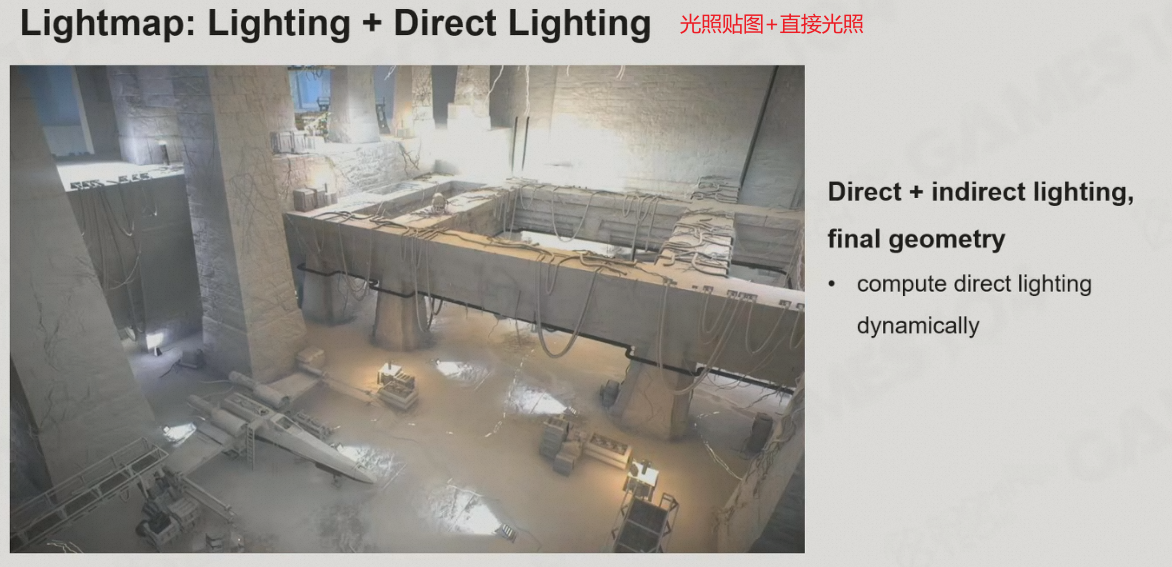 Lightmap: Lighting + Direct Lighting 光照贴图+直接光照
Direct + indirect lighting,
final geometry
• compute direct lighting
dynamically